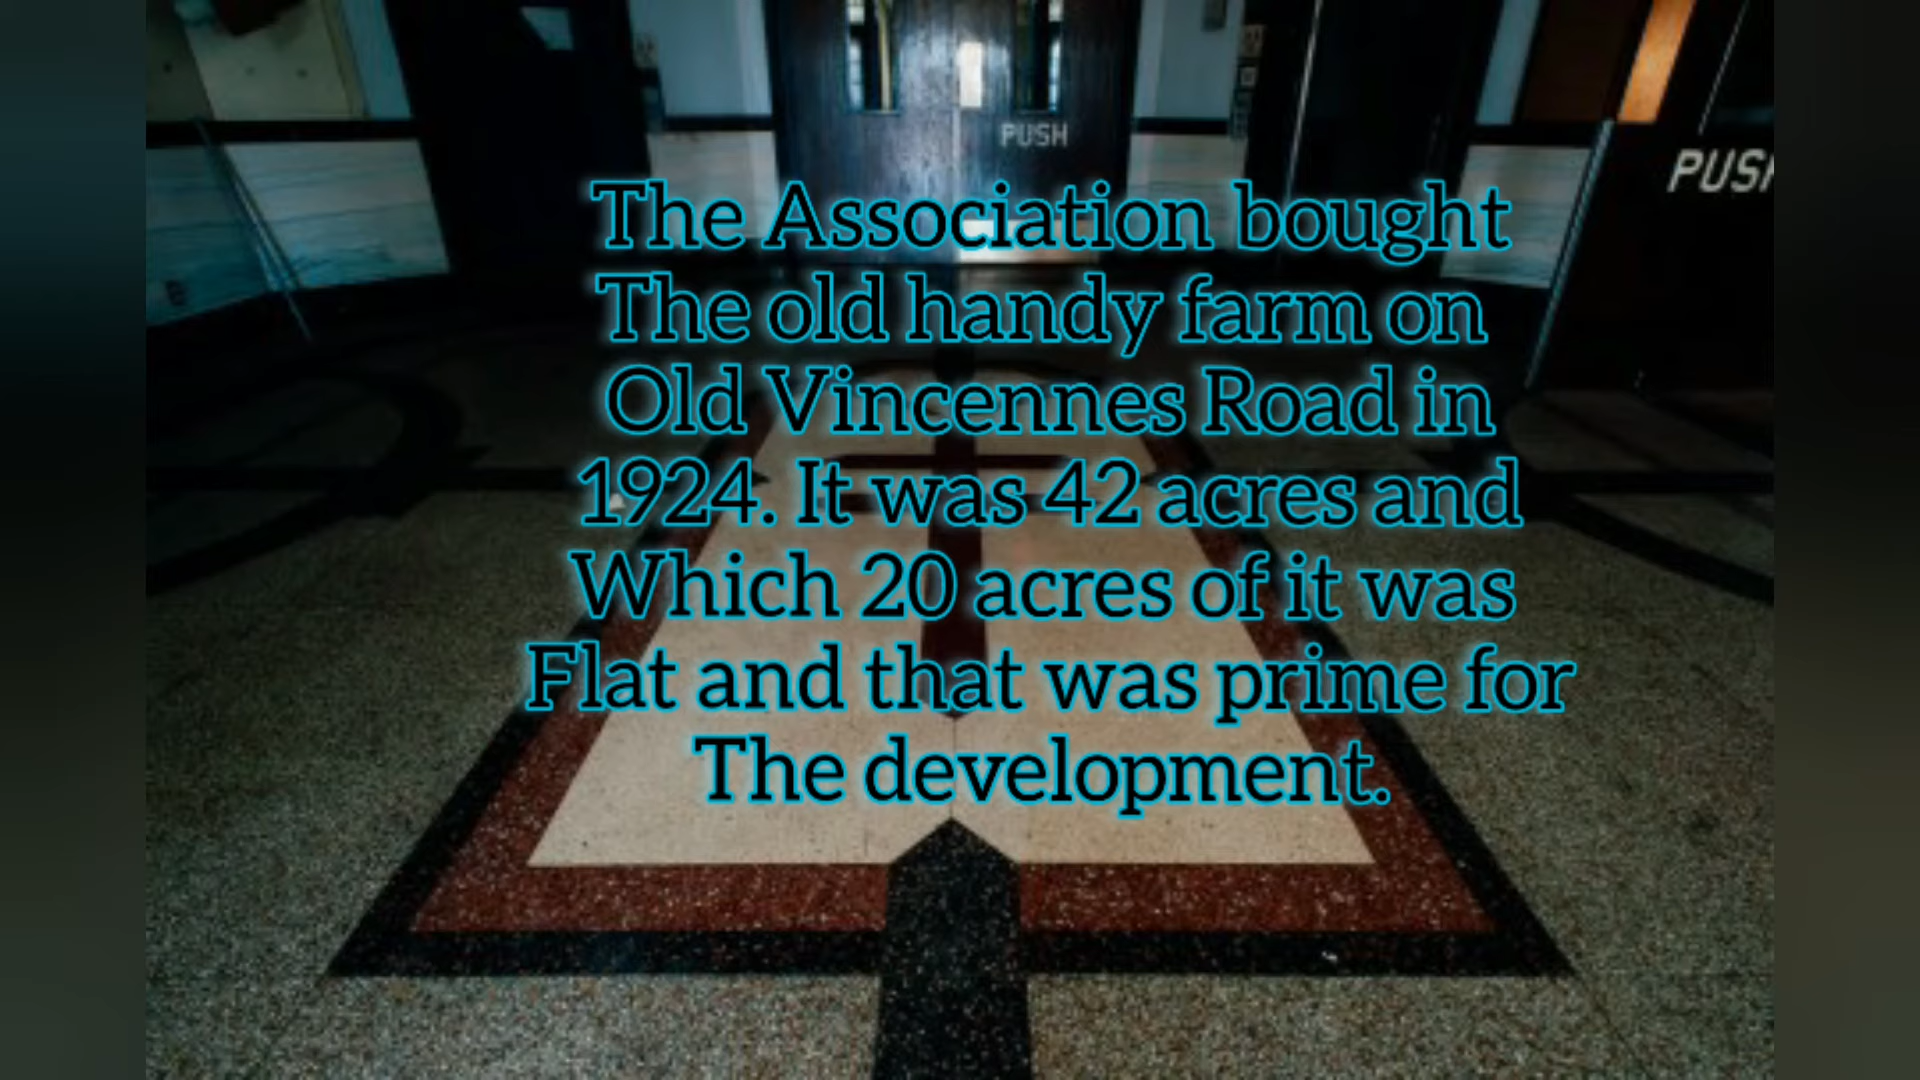 PUSH
PUSH
The Association bought
The old handy farm on
Old Vincennes Road in
1924. It was 42 acres and
Which 20 acres of it was
Flat and that was prime for
The development.